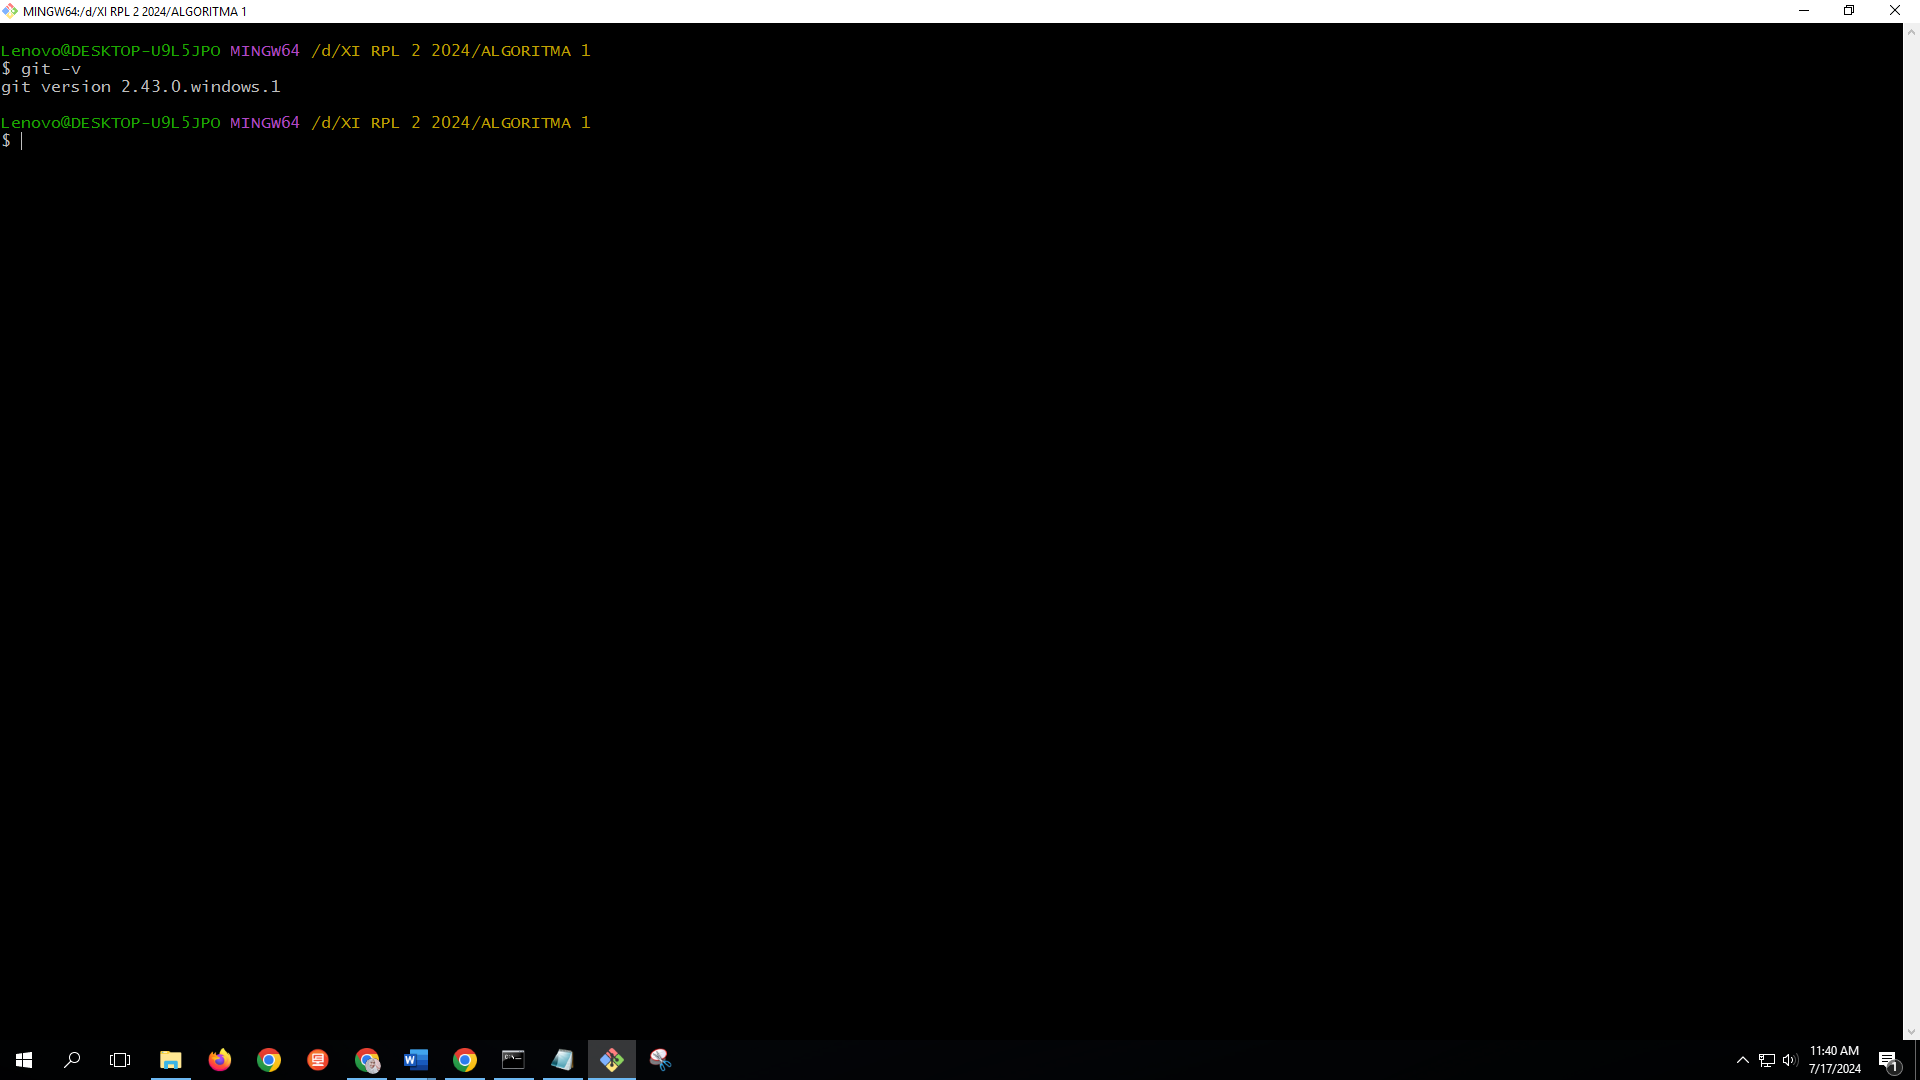 MINGW64:/d/XI RPL 2 2024/ALGORITMA 1
Lenovo@DESKTOP-U9L5JPO MINGW64 /d/XI RPL 2 2024/ALGORITMA 1
$ git -v
git version 2.43.0.windows.1
Lenovo@DESKTOP-U9L5JPO MINGW64 /d/XI RPL 2 2024/ALGORITMA 1
$
11:40 AM
7/17/2024
1